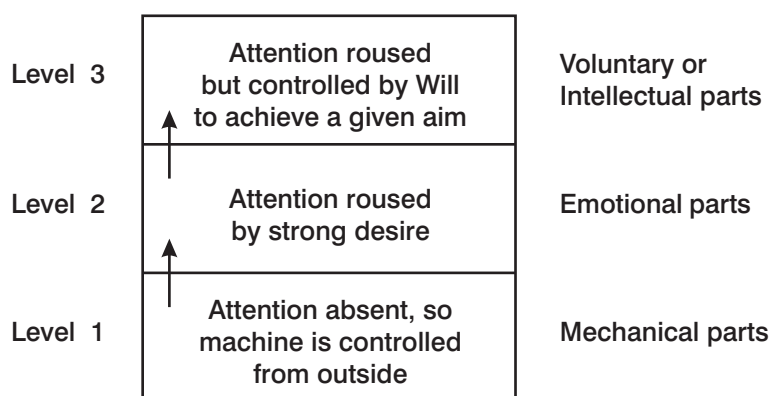 Level 3
Attention roused
but controlled by Will
to achieve a given aim
Voluntary or
Intellectual parts
Level 2
Attention roused
by strong desire
Emotional parts
Level 1
Attention absent, so
machine is controlled
from outside
Mechanical parts